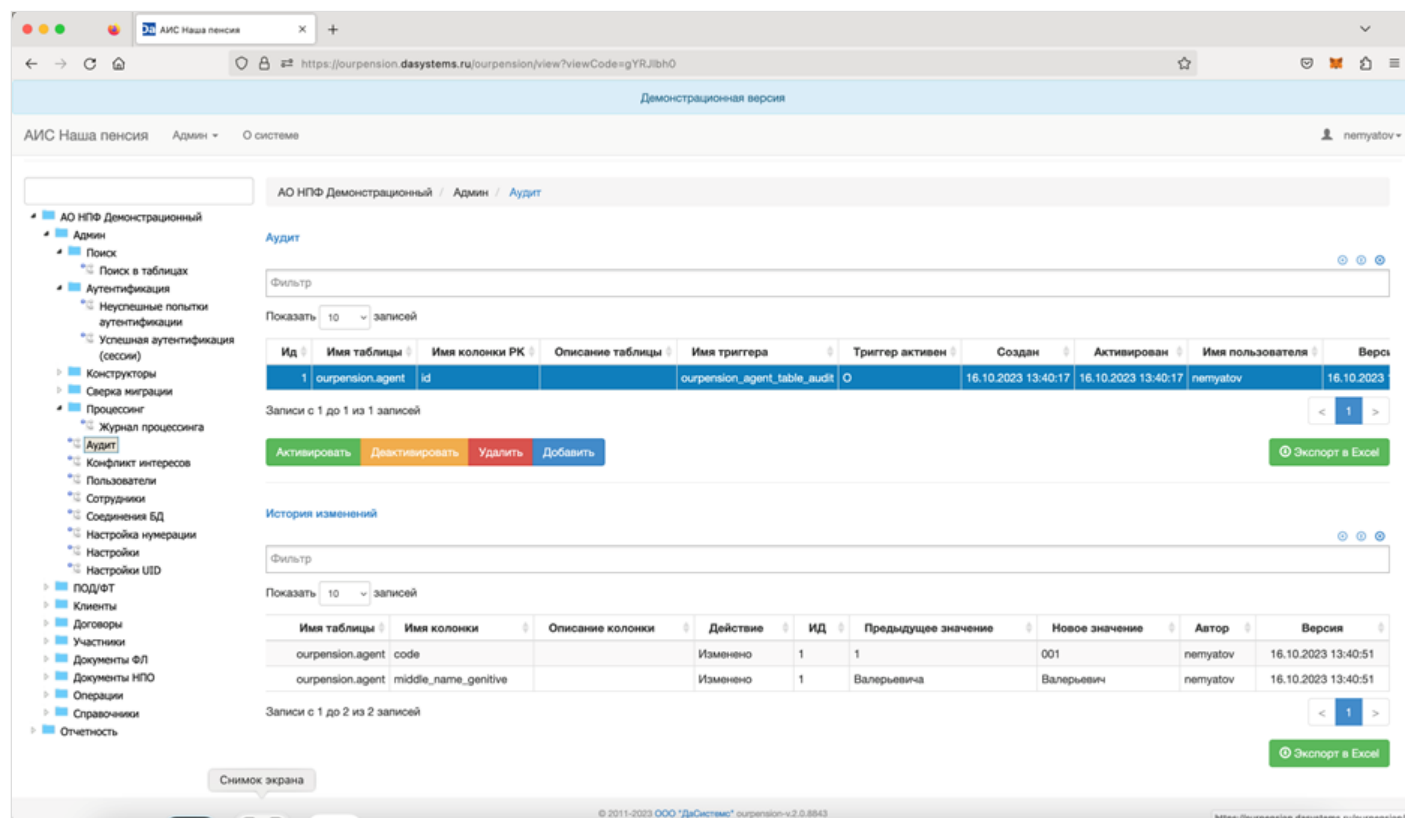 АИС Наша пенсия
https://ourpension.dasystems.ru/ourpension/view?viewCode=gYRJlbh0
Демонстрационная версия
АИС Наша пенсия Админ О системе nemyatov
АО НПФ Демонстрационный / Админ / Аудит
АО НПФ Демонстрационный
Админ
Поиск
Поиск в таблицах
Аутентификация
Неуспешные попытки
аутентификации
Успешная аутентификация
(сессии)
Конструкторы
Сверка миграции
Процессинг
Журнал процессинга
Аудит
Конфликт интересов
Пользователи
Сотрудники
Соединения БД
Настройка нумерации
Настройки
Настройки UID
ПОД/ФТ
Клиенты
Договоры
Участники
Документы ФЛ
Документы НПО
Операции
Справочники
Отчетность
Аудит
Фильтр
Показать 10 записей
Ид Имя таблицы Имя колонки РК Описание таблицы Имя триггера Триггер активен Создан Активирован Имя пользователя Верси
1 ourpension.agent id ourpension_agent_table_audit O 16.10.2023 13:40:17 16.10.2023 13:40:17 nemyatov 16.10.2023
Записи с 1 до 1 из 1 записей < 1 >
Активировать Деактивировать Удалить Добавить Экспорт в Excel
История изменений
Фильтр
Показать 10 записей
Имя таблицы Имя колонки Описание колонки Действие ИД Предыдущее значение Новое значение Автор Версия
ourpension.agent code Изменено 1 1 001 nemyatov 16.10.2023 13:40:51
ourpension.agent middle_name_genitive Изменено 1 Валерьевича Валерьевич nemyatov 16.10.2023 13:40:51
Записи с 1 до 2 из 2 записей < 1 >
Экспорт в Excel
Снимок экрана
© 2011-2023 ООО "ДаСистемс" ourpension-v.2.0.8843